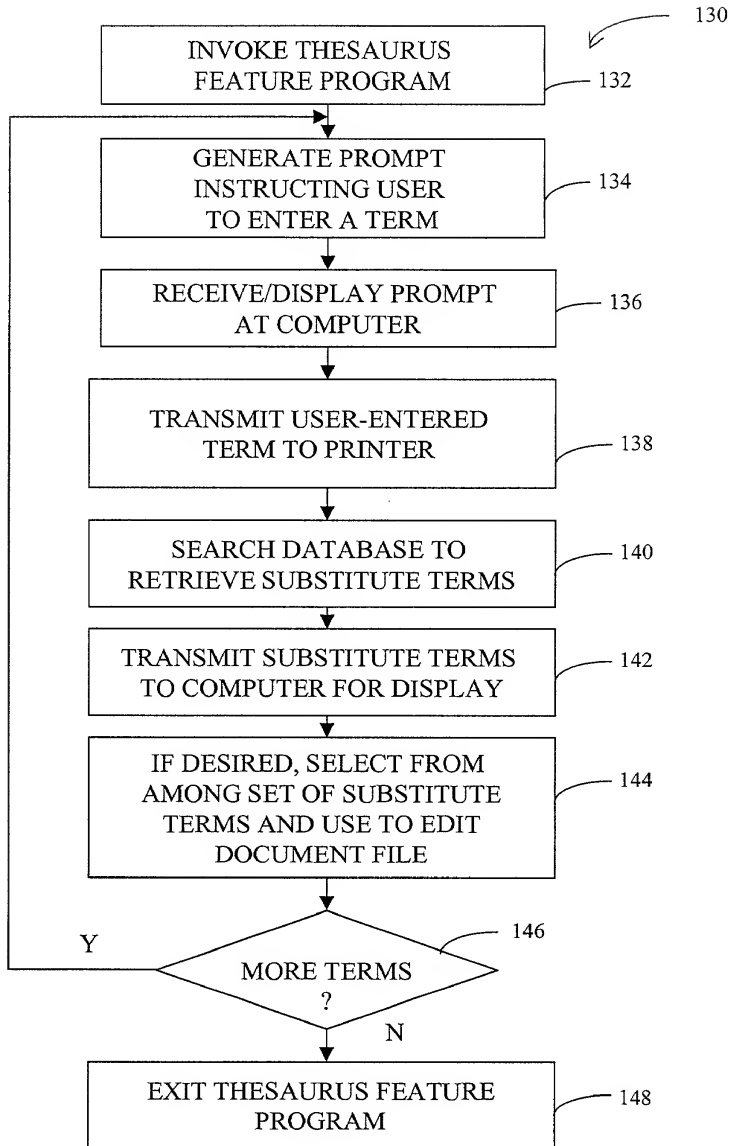 130
INVOKE THESAURUS
FEATURE PROGRAM
132
GENERATE PROMPT
INSTRUCTING USER
TO ENTER A TERM
134
RECEIVE/DISPLAY PROMPT
AT COMPUTER
136
TRANSMIT USER-ENTERED
TERM TO PRINTER
138
SEARCH DATABASE TO
RETRIEVE SUBSTITUTE TERMS
140
TRANSMIT SUBSTITUTE TERMS
TO COMPUTER FOR DISPLAY
142
IF DESIRED, SELECT FROM
AMONG SET OF SUBSTITUTE
TERMS AND USE TO EDIT
DOCUMENT FILE
144
146
Y
MORE TERMS
?
N
EXIT THESAURUS FEATURE
PROGRAM
148